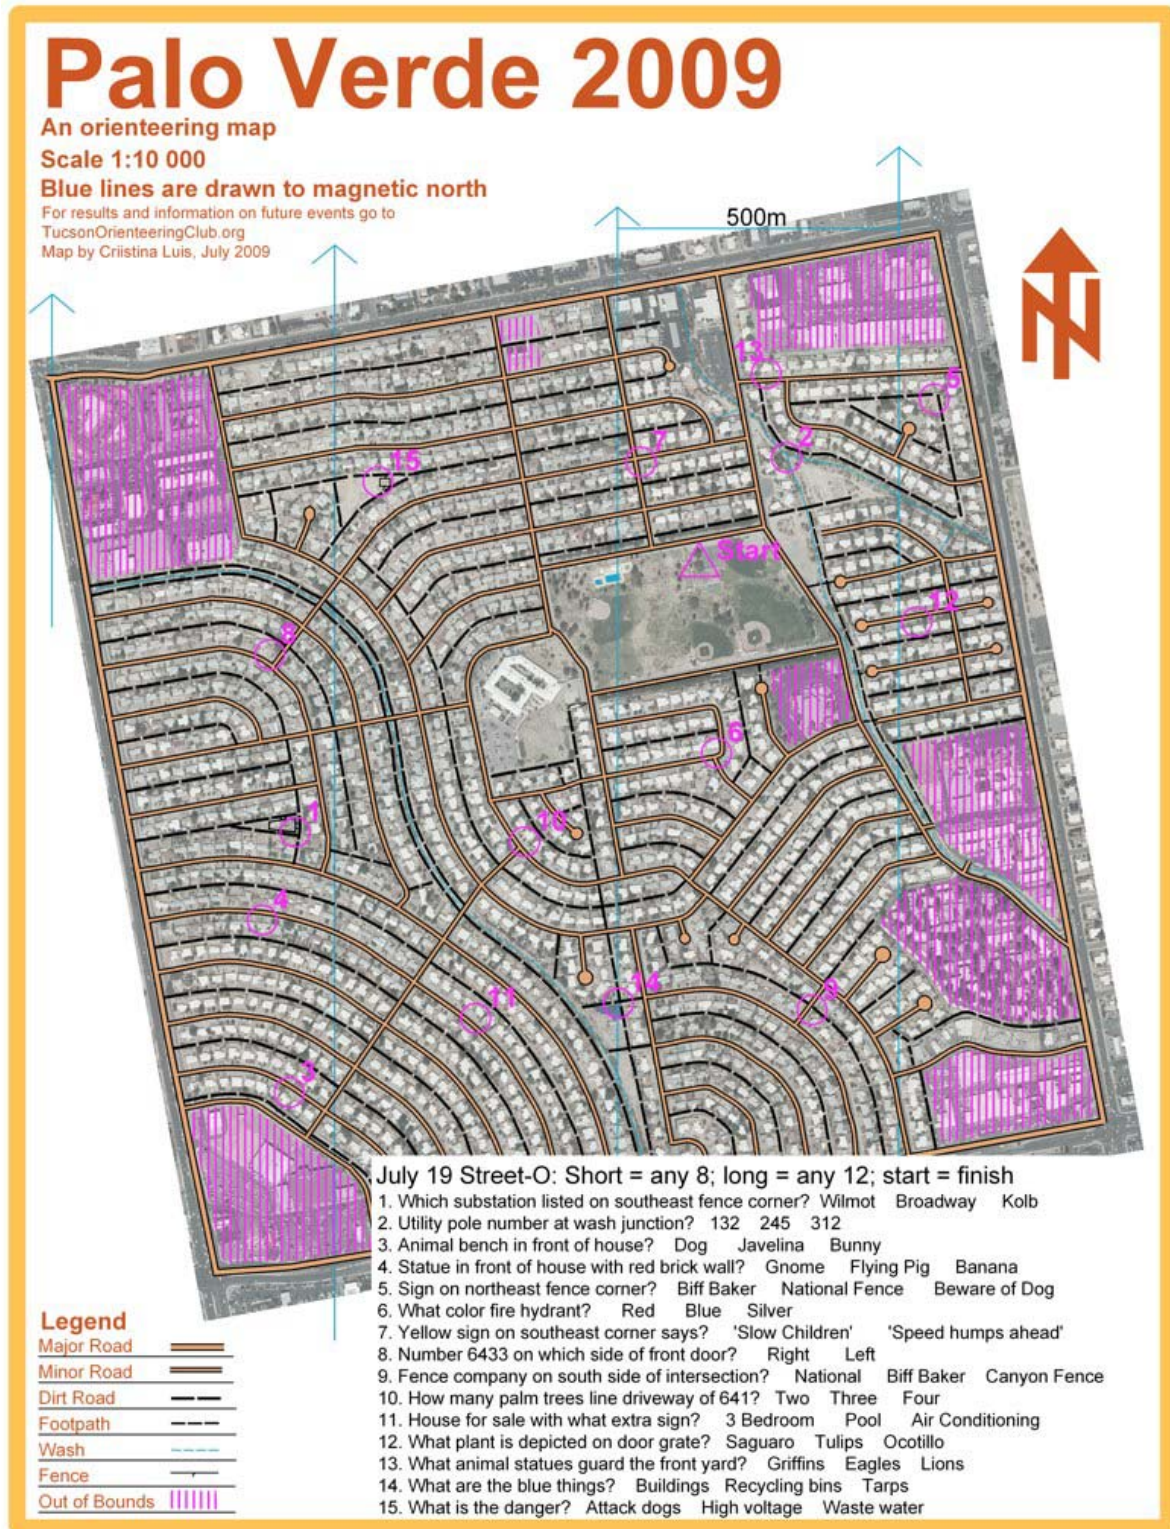 Palo Verde 2009
An orienteering map
Scale 1:10 000
Blue lines are drawn to magnetic north
For results and information on future events go to
TucsonOrienteeringClub.org
Map by Criistina Luis, July 2009
500m
N
13
5
7
2
15
Start
12
8
6
1
10
4
14
9
11
3
July 19 Street-O: Short = any 8; long = any 12; start = finish
1. Which substation listed on southeast fence corner? Wilmot Broadway Kolb
2. Utility pole number at wash junction? 132 245 312
3. Animal bench in front of house? Dog Javelina Bunny
4. Statue in front of house with red brick wall? Gnome Flying Pig Banana
5. Sign on northeast fence corner? Biff Baker National Fence Beware of Dog
6. What color fire hydrant? Red Blue Silver
7. Yellow sign on southeast corner says? 'Slow Children' 'Speed humps ahead'
8. Number 6433 on which side of front door? Right Left
9. Fence company on south side of intersection? National Biff Baker Canyon Fence
10. How many palm trees line driveway of 641? Two Three Four
11. House for sale with what extra sign? 3 Bedroom Pool Air Conditioning
12. What plant is depicted on door grate? Saguaro Tulips Ocotillo
13. What animal statues guard the front yard? Griffins Eagles Lions
14. What are the blue things? Buildings Recycling bins Tarps
15. What is the danger? Attack dogs High voltage Waste water
Legend
Major Road
Minor Road
Dirt Road
Footpath
Wash
Fence
Out of Bounds